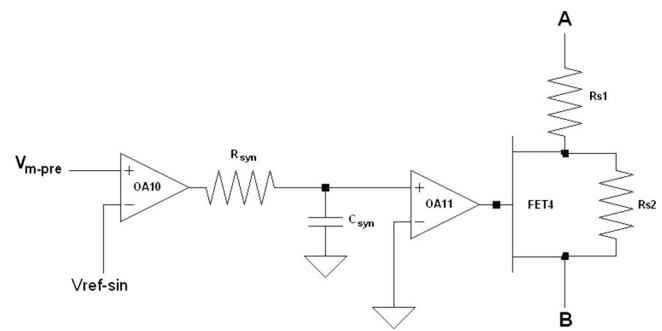 A
Rs1
Rsyn
Vm-pre
+
OA10
−
+
OA11
−
Csyn
FET4
Rs2
Vref-sin
B